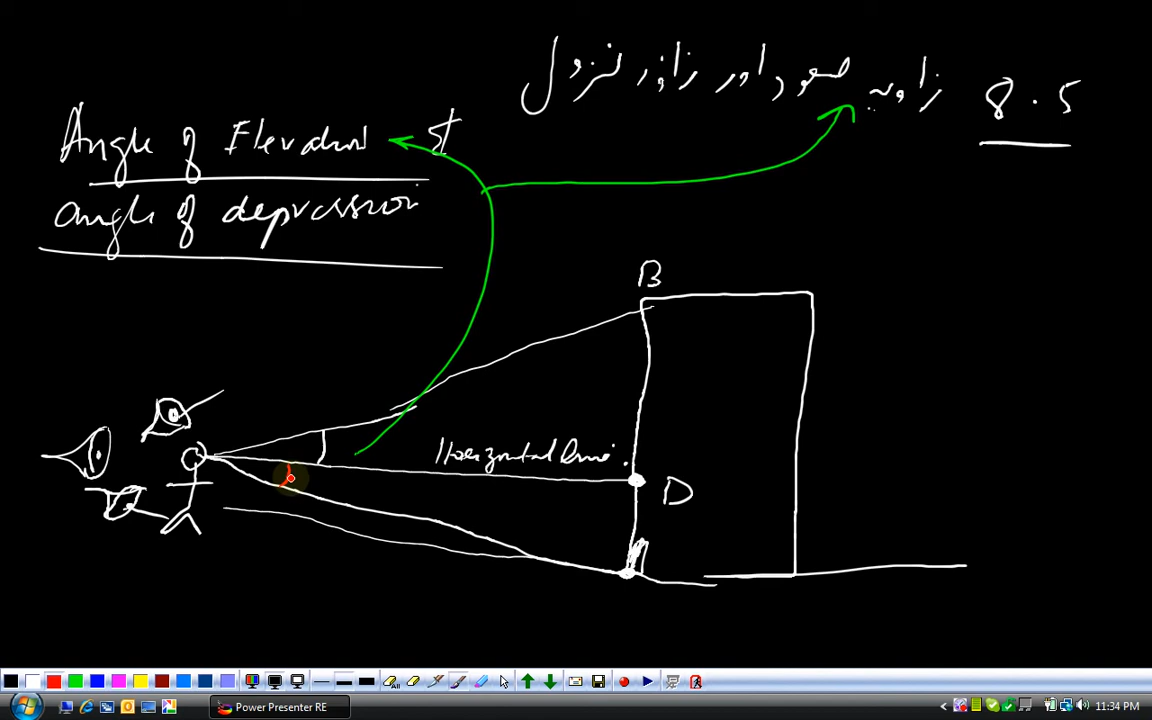 زاویہ صعود اور زاویہ نزول 8.5
Angle of Elevation
Angle of depression
B
Horizontal Line.
D
Power Presenter RE
11:34 PM